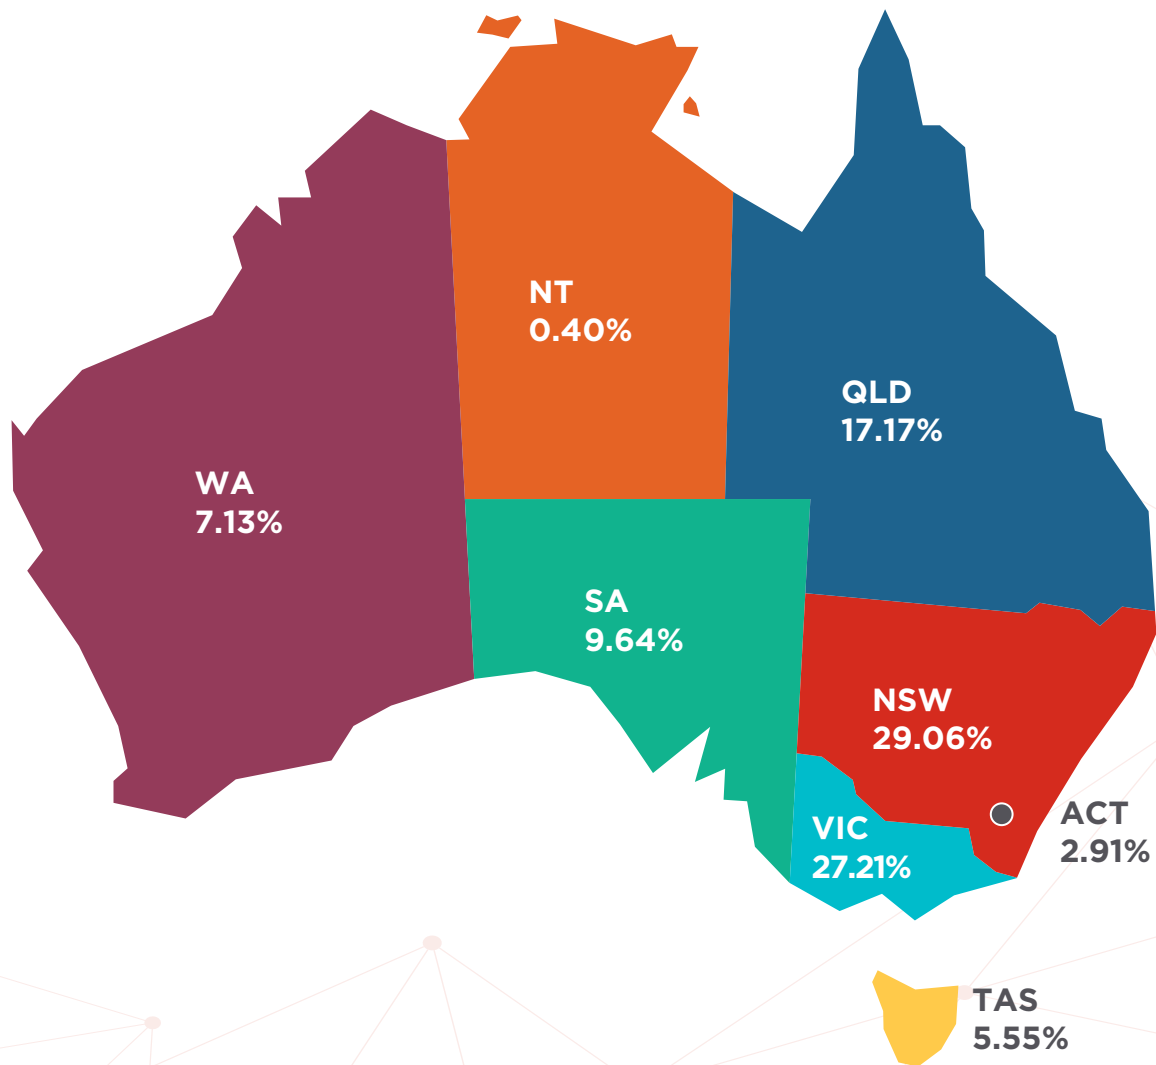 NT
0.40%
QLD
17.17%
WA
7.13%
SA
9.64%
NSW
29.06%
VIC
27.21%
ACT
2.91%
TAS
5.55%